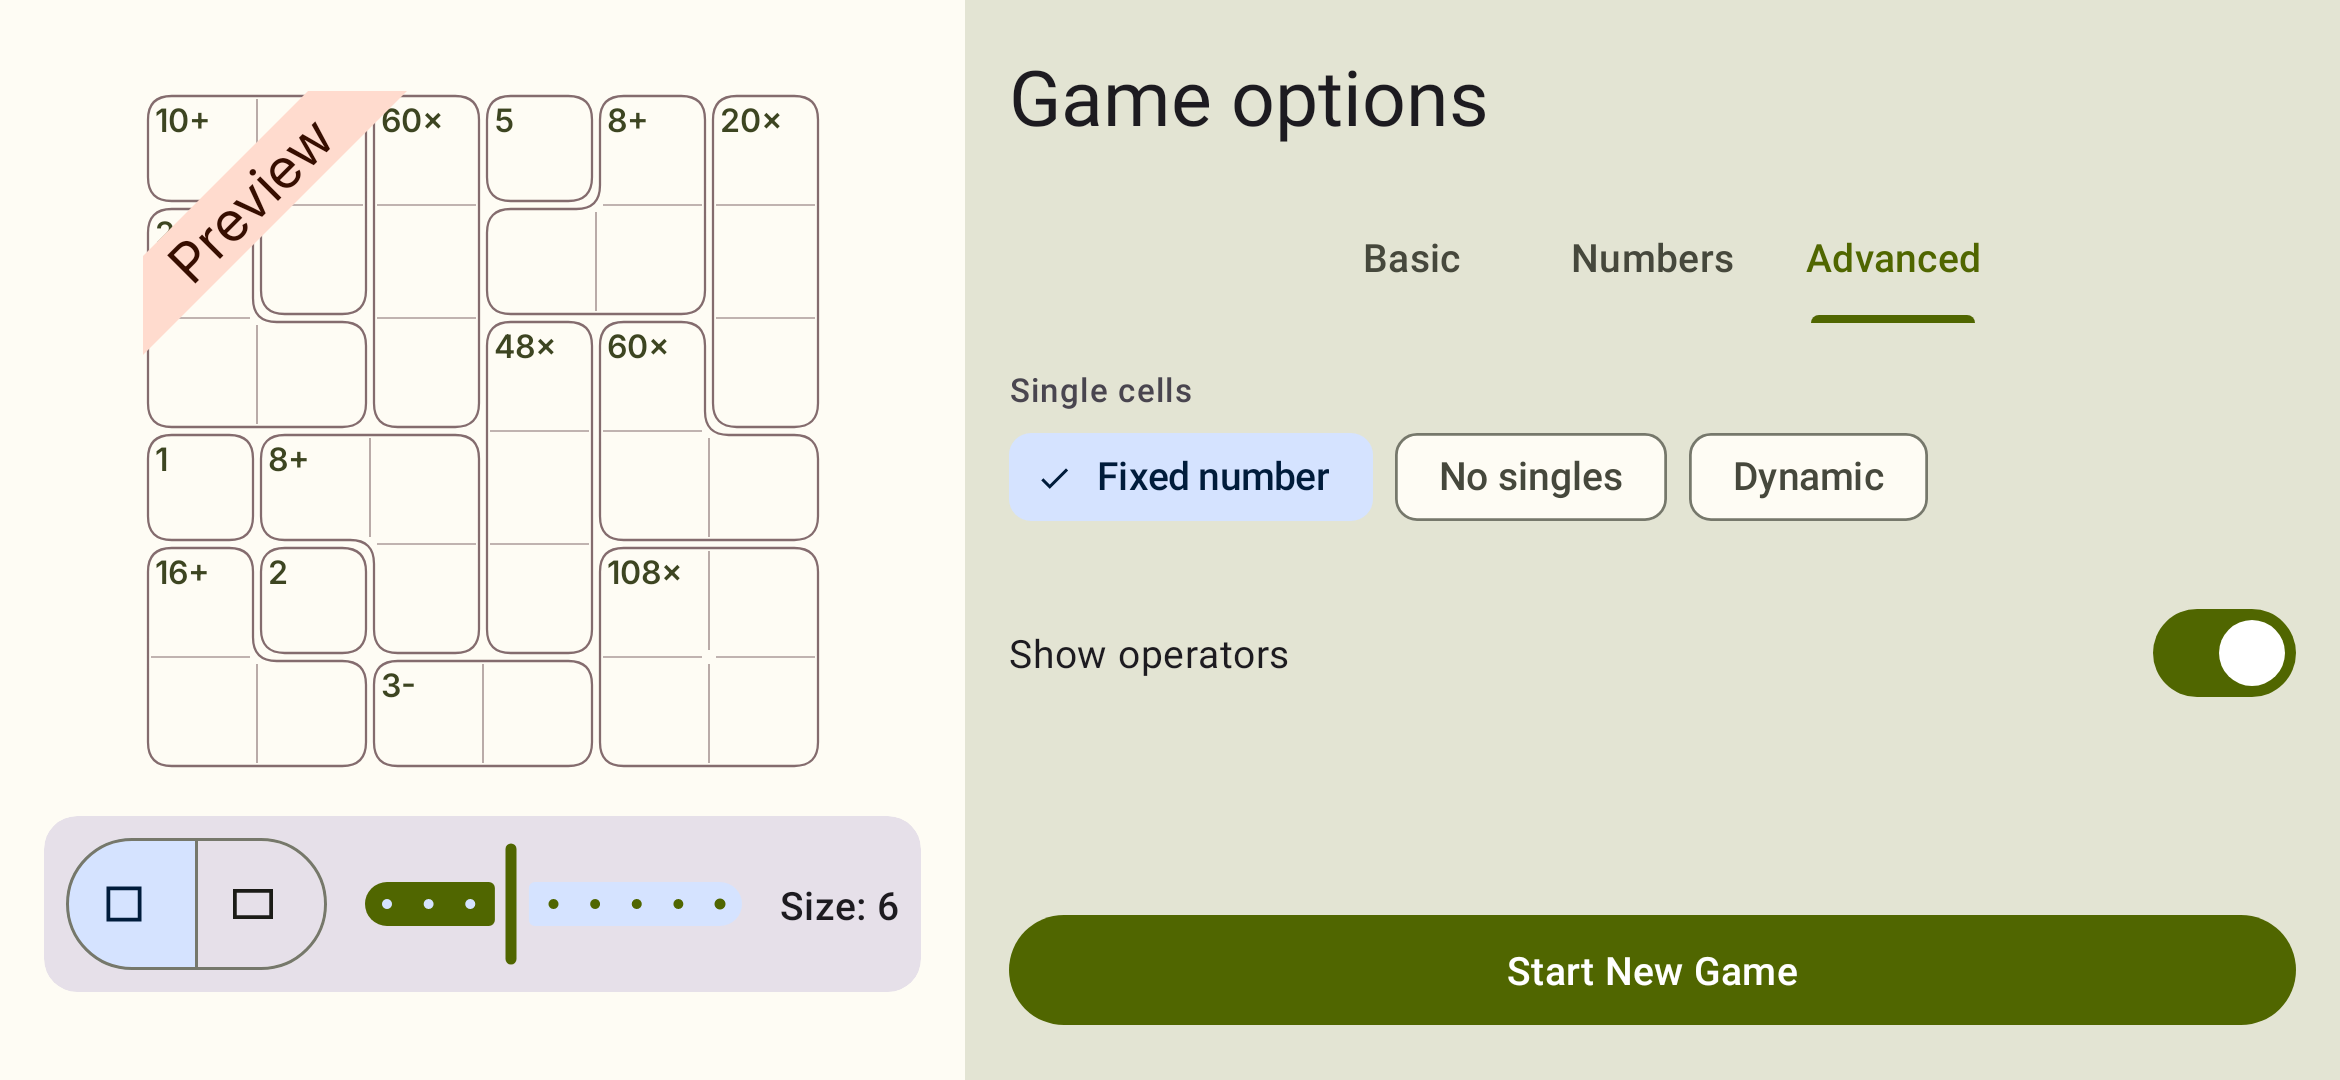 10+ 60× 5 8+ 20×
Preview
48× 60×
1 8+
16+ 2 108×
3-
Size: 6
Game options
Basic Numbers Advanced
Single cells
Fixed number No singles Dynamic
Show operators
Start New Game